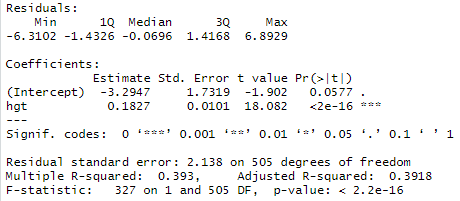 Residuals:
    Min      1Q  Median      3Q     Max
-6.3102 -1.4326 -0.0696  1.4168  6.8929

Coefficients:
            Estimate Std. Error t value Pr(>|t|)
(Intercept)  -3.2947     1.7319  -1.902   0.0577 .
hgt           0.1827     0.0101  18.082   <2e-16 ***
---
Signif. codes:  0 ‘***’ 0.001 ‘**’ 0.01 ‘*’ 0.05 ‘.’ 0.1 ‘ ’ 1

Residual standard error: 2.138 on 505 degrees of freedom
Multiple R-squared:  0.393,	Adjusted R-squared:  0.3918
F-statistic:   327 on 1 and 505 DF,  p-value: < 2.2e-16